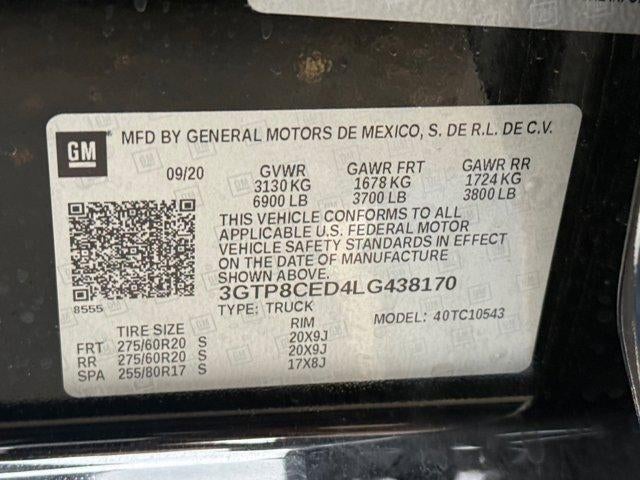 GM
MFD BY GENERAL MOTORS DE MEXICO, S. DE R.L. DE C.V.
09/20 GVWR GAWR FRT GAWR RR
3130 KG 1678 KG 1724 KG
6900 LB 3700 LB 3800 LB
THIS VEHICLE CONFORMS TO ALL
APPLICABLE U.S. FEDERAL MOTOR
VEHICLE SAFETY STANDARDS IN EFFECT
ON THE DATE OF MANUFACTURE
SHOWN ABOVE.
8555 3GTP8CED4LG438170
TYPE: TRUCK MODEL: 40TC10543
TIRE SIZE RIM
FRT 275/60R20 S 20X9J
RR 275/60R20 S 20X9J
SPA 255/80R17 S 17X8J